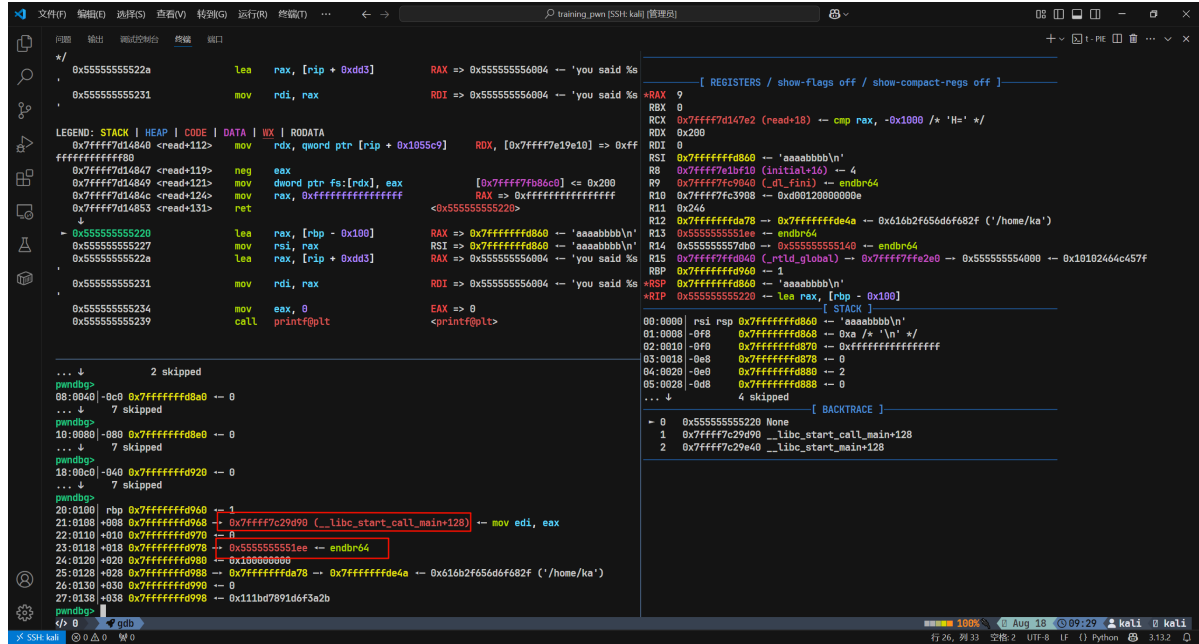 文件(F) 编辑(E) 选择(S) 查看(V) 转到(G) 运行(R) 终端(T) ··· ← → training_pwn [SSH: kali] [管理员]
问题 输出 调试控制台 终端 端口
t - PIE
*/
0x55555555522a lea rax, [rip + 0xdd3] RAX => 0x555555556004 ◂— 'you said %s
'
0x555555555231 mov rdi, rax RDI => 0x555555556004 ◂— 'you said %s
'
LEGEND: STACK | HEAP | CODE | DATA | WX | RODATA
0x7ffff7d14840 <read+112> mov rdx, qword ptr [rip + 0x1055c9] RDX, [0x7ffff7e19e10] => 0xff
ffffffffffff80
0x7ffff7d14847 <read+119> neg eax
0x7ffff7d14849 <read+121> mov dword ptr fs:[rdx], eax [0x7ffff7fb86c0] <= 0x200
0x7ffff7d1484c <read+124> mov rax, 0xffffffffffffffff RAX => 0xffffffffffffffff
0x7ffff7d14853 <read+131> ret <0x555555555220>
↓
► 0x555555555220 lea rax, [rbp - 0x100] RAX => 0x7fffffffd860 ◂— 'aaaabbbb\n'
0x555555555227 mov rsi, rax RSI => 0x7fffffffd860 ◂— 'aaaabbbb\n'
0x55555555522a lea rax, [rip + 0xdd3] RAX => 0x555555556004 ◂— 'you said %s
'
0x555555555231 mov rdi, rax RDI => 0x555555556004 ◂— 'you said %s
'
0x555555555234 mov eax, 0 EAX => 0
0x555555555239 call printf@plt <printf@plt>
... ↓ 2 skipped
pwndbg>
08:0040│-0c0 0x7fffffffd8a0 ◂— 0
... ↓ 7 skipped
pwndbg>
10:0080│-080 0x7fffffffd8e0 ◂— 0
... ↓ 7 skipped
pwndbg>
18:00c0│-040 0x7fffffffd920 ◂— 0
... ↓ 7 skipped
pwndbg>
20:0100│ rbp 0x7fffffffd960 ◂— 1
21:0108│+008 0x7fffffffd968 —▸ 0x7ffff7c29d90 (__libc_start_call_main+128) ◂— mov edi, eax
22:0110│+010 0x7fffffffd970 ◂— 0
23:0118│+018 0x7fffffffd978 —▸ 0x5555555551ee ◂— endbr64
24:0120│+020 0x7fffffffd980 ◂— 0x100000000
25:0128│+028 0x7fffffffd988 —▸ 0x7fffffffda78 —▸ 0x7fffffffde4a ◂— 0x616b2f656d6f682f ('/home/ka')
26:0130│+030 0x7fffffffd990 ◂— 0
27:0138│+038 0x7fffffffd998 ◂— 0x111bd7891d6f3a2b
pwndbg>
[ REGISTERS / show-flags off / show-compact-regs off ]
*RAX 9
RBX 0
RCX 0x7ffff7d147e2 (read+18) ◂— cmp rax, -0x1000 /* 'H=' */
RDX 0x200
RDI 0
RSI 0x7fffffffd860 ◂— 'aaaabbbb\n'
R8 0x7ffff7e1bf10 (initial+16) ◂— 4
R9 0x7ffff7fc9040 (_dl_fini) ◂— endbr64
R10 0x7ffff7fc3908 ◂— 0xd00120000000e
R11 0x246
R12 0x7fffffffda78 —▸ 0x7fffffffde4a ◂— 0x616b2f656d6f682f ('/home/ka')
R13 0x5555555551ee ◂— endbr64
R14 0x555555557db0 —▸ 0x555555555140 ◂— endbr64
R15 0x7ffff7ffd040 (_rtld_global) —▸ 0x7ffff7ffe2e0 —▸ 0x555555554000 ◂— 0x10102464c457f
RBP 0x7fffffffd960 ◂— 1
*RSP 0x7fffffffd860 ◂— 'aaaabbbb\n'
*RIP 0x555555555220 ◂— lea rax, [rbp - 0x100]
[ STACK ]
00:0000│ rsi rsp 0x7fffffffd860 ◂— 'aaaabbbb\n'
01:0008│-0f8 0x7fffffffd868 ◂— 0xa /* '\n' */
02:0010│-0f0 0x7fffffffd870 ◂— 0xffffffffffffffff
03:0018│-0e8 0x7fffffffd878 ◂— 0
04:0020│-0e0 0x7fffffffd880 ◂— 2
05:0028│-0d8 0x7fffffffd888 ◂— 0
... ↓ 4 skipped
[ BACKTRACE ]
► 0 0x555555555220 None
1 0x7ffff7c29d90 __libc_start_call_main+128
2 0x7ffff7c29e40 __libc_start_main+128
</> 0 gdb 100% Aug 18 09:29 kali kali
SSH: kali 0 0 0 行 26, 列 33 空格: 2 UTF-8 LF {} Python 3.13.2